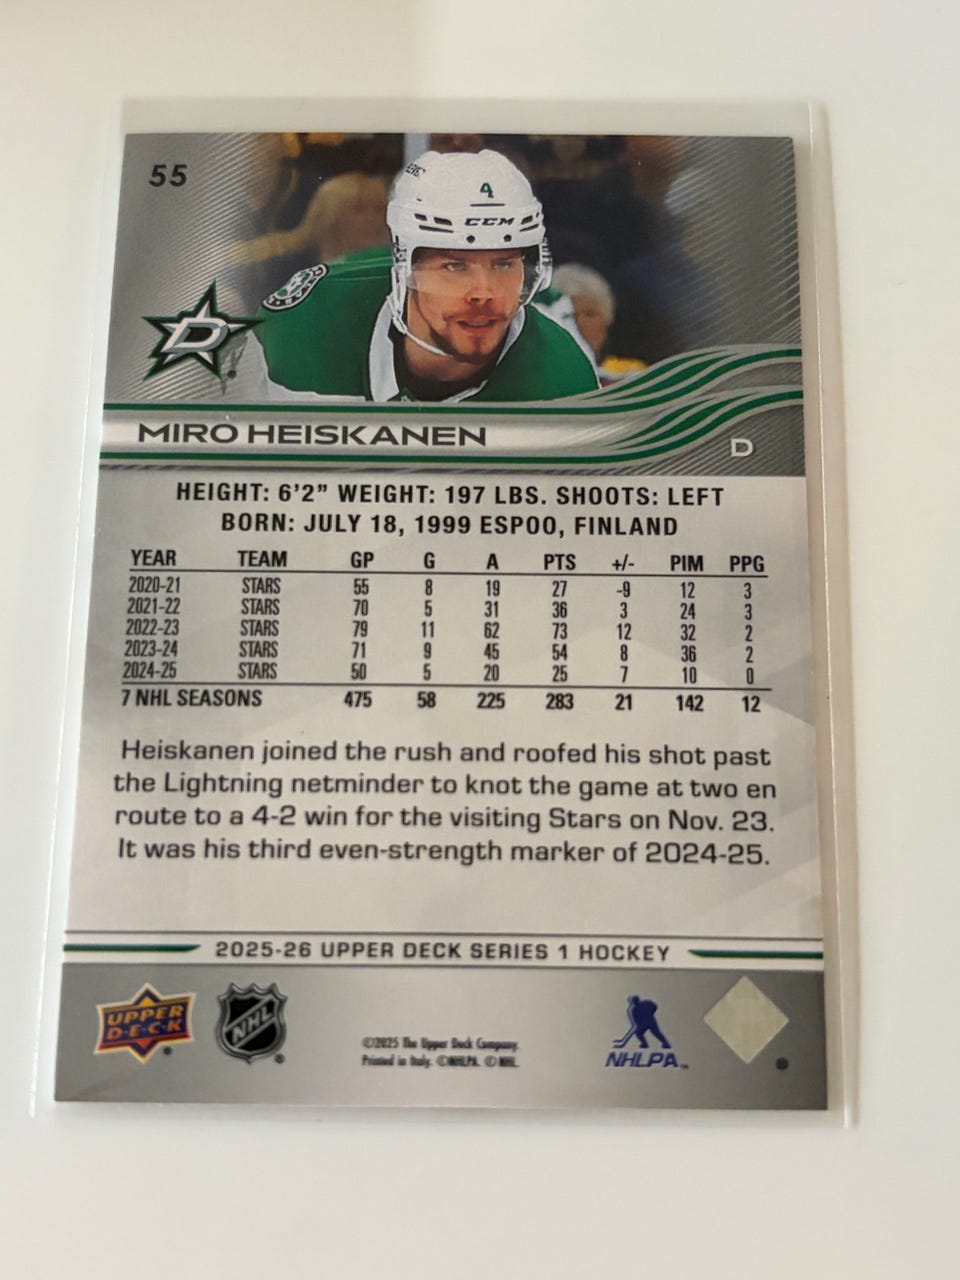 55
4
CCM
D
MIRO HEISKANEN
D
HEIGHT: 6'2" WEIGHT: 197 LBS. SHOOTS: LEFT
BORN: JULY 18, 1999 ESPOO, FINLAND
YEAR TEAM GP G A PTS +/- PIM PPG
2020-21 STARS 55 8 19 27 -9 12 3
2021-22 STARS 70 5 31 36 3 24 3
2022-23 STARS 79 11 62 73 12 32 2
2023-24 STARS 71 9 45 54 8 36 2
2024-25 STARS 50 5 20 25 7 10 0
7 NHL SEASONS 475 58 225 283 21 142 12
Heiskanen joined the rush and roofed his shot past
the Lightning netminder to knot the game at two en
route to a 4-2 win for the visiting Stars on Nov. 23.
It was his third even-strength marker of 2024-25.
2025-26 UPPER DECK SERIES 1 HOCKEY
UPPER
D·E·C·K
®
NHL
®
©2025 The Upper Deck Company.
Printed in Italy. ©NHLPA. © NHL.
NHLPA™